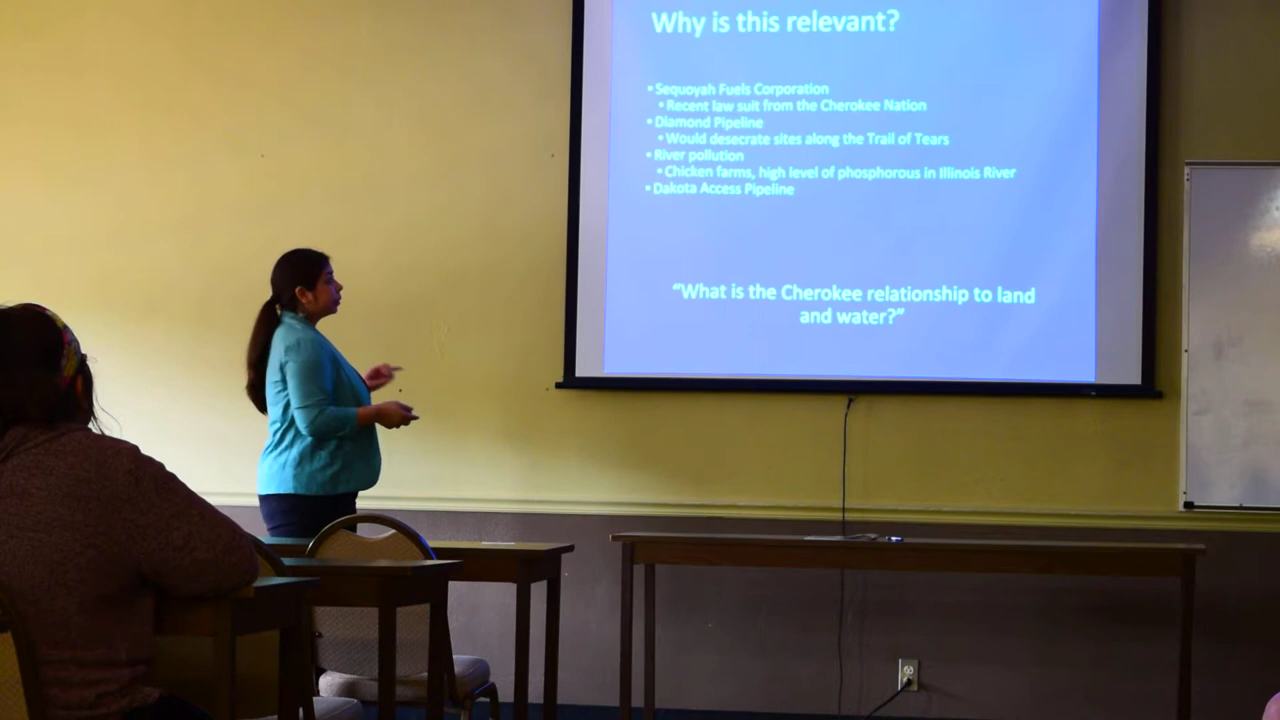 Why is this relevant?
• Sequoyah Fuels Corporation
• Recent law suit from the Cherokee Nation
• Diamond Pipeline
• Would desecrate sites along the Trail of Tears
• River pollution
• Chicken farms, high level of phosphorous in Illinois River
• Dakota Access Pipeline
“What is the Cherokee relationship to land
and water?”